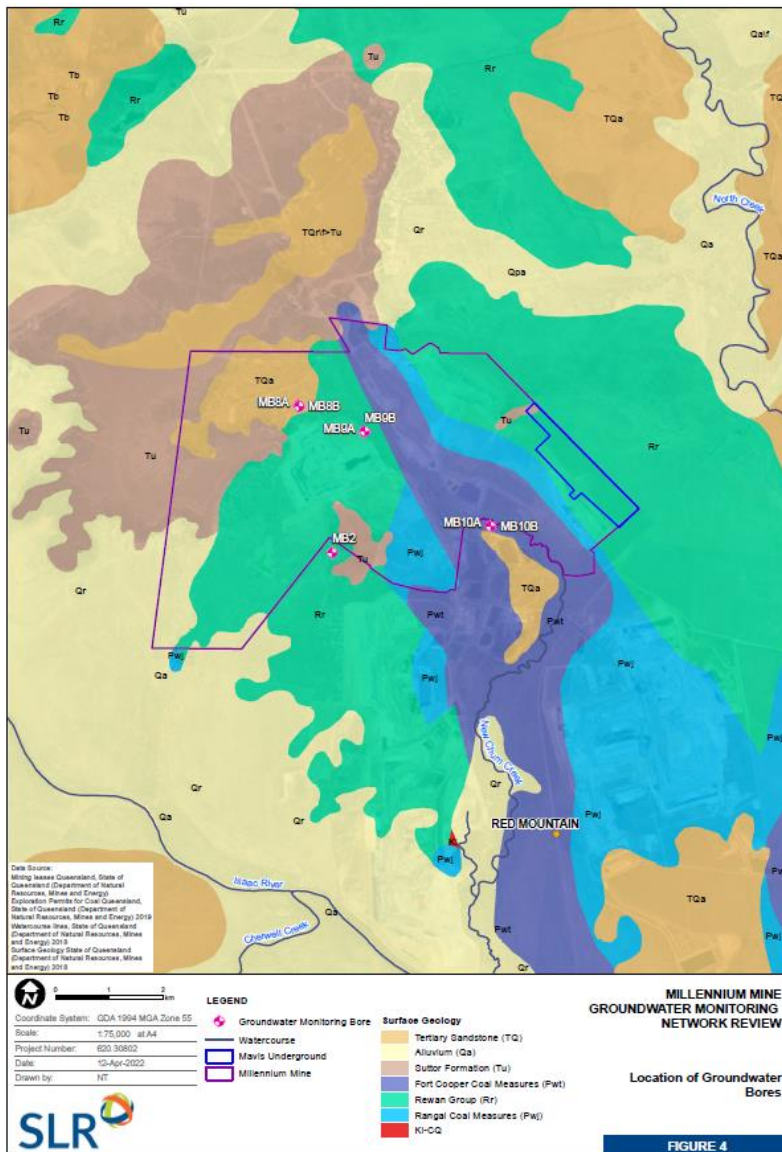 Tu
Rr
Qa\f
Tu
Rr
Tb
Tb
Rr
Tb
TQa
North Creek
Qr
TQr\f>Tu
Qa
Qpa
TQa
TQa
MB8A
MB8B
MB9B
MB9A
Tu
Rr
Tu
Tu
MB10A
MB10B
MB2
Tu
Pwj
TQa
Qr
Rr
Pwt
Pwt
Pwj
Qa
Pwj
Pwj
New Chum Creek
Pwj
Qr
Qr
Qr
Qa
RED MOUNTAIN
Pwj
Pwj
TQa
Isaac River
Qa
Cherwell Creek
Pwt
Pwj
Qr
Data Source:
Mining leases Queensland, State of
Queensland (Department of Natural
Resources, Mines and Energy)
Exploration Permits for Coal Queensland,
State of Queensland (Department of
Natural Resources, Mines and Energy) 2019
Watercourse lines, State of Queensland
(Department of Natural Resources, Mines
and Energy) 2018
Surface Geology State of Queensland
(Department of Natural Resources, Mines
and Energy) 2018
N
0 1 2
km
Coordinate System: GDA 1994 MGA Zone 55
Scale: 1:75,000 at A4
Project Number: 620.30802
Date: 12-Apr-2022
Drawn by: NT
SLR
LEGEND
Groundwater Monitoring Bore
Watercourse
Mavis Underground
Millennium Mine
Surface Geology
Tertiary Sandstone (TQ)
Alluvium (Qa)
Suttor Formation (Tu)
Fort Cooper Coal Measures (Pwt)
Rewan Group (Rr)
Rangal Coal Measures (Pwj)
KI-CQ
MILLENNIUM MINE
GROUNDWATER MONITORING
NETWORK REVIEW
Location of Groundwater
Bores
FIGURE 4